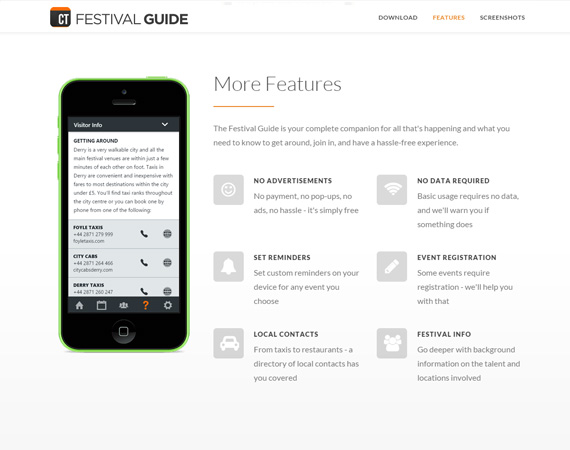 CT FESTIVAL GUIDE
DOWNLOAD FEATURES SCREENSHOTS
More Features
The Festival Guide is your complete companion for all that's happening and what you
need to know to get around, join in, and have a hassle-free experience.
Visitor Info
GETTING AROUND
Derry is a very walkable city and all the
main festival venues are within just a few
minutes of each other on foot. Taxis in
Derry are convenient and inexpensive with
fares to most destinations within the city
under £5. You'll find taxi ranks throughout
the city centre or you can book one by
phone from one of the following:
FOYLE TAXIS
+44 2871 279 999
foyletaxis.com
CITY CABS
+44 2871 264 466
citycabsderry.com
DERRY TAXIS
+44 2871 260 247
?
NO ADVERTISEMENTS
No payment, no pop-ups, no
ads, no hassle - it's simply free
NO DATA REQUIRED
Basic usage requires no data,
and we'll warn you if
something does
SET REMINDERS
Set custom reminders on your
device for any event you
choose
EVENT REGISTRATION
Some events require
registration - we'll help you
with that
LOCAL CONTACTS
From taxis to restaurants - a
directory of local contacts has
you covered
FESTIVAL INFO
Go deeper with background
information on the talent and
locations involved